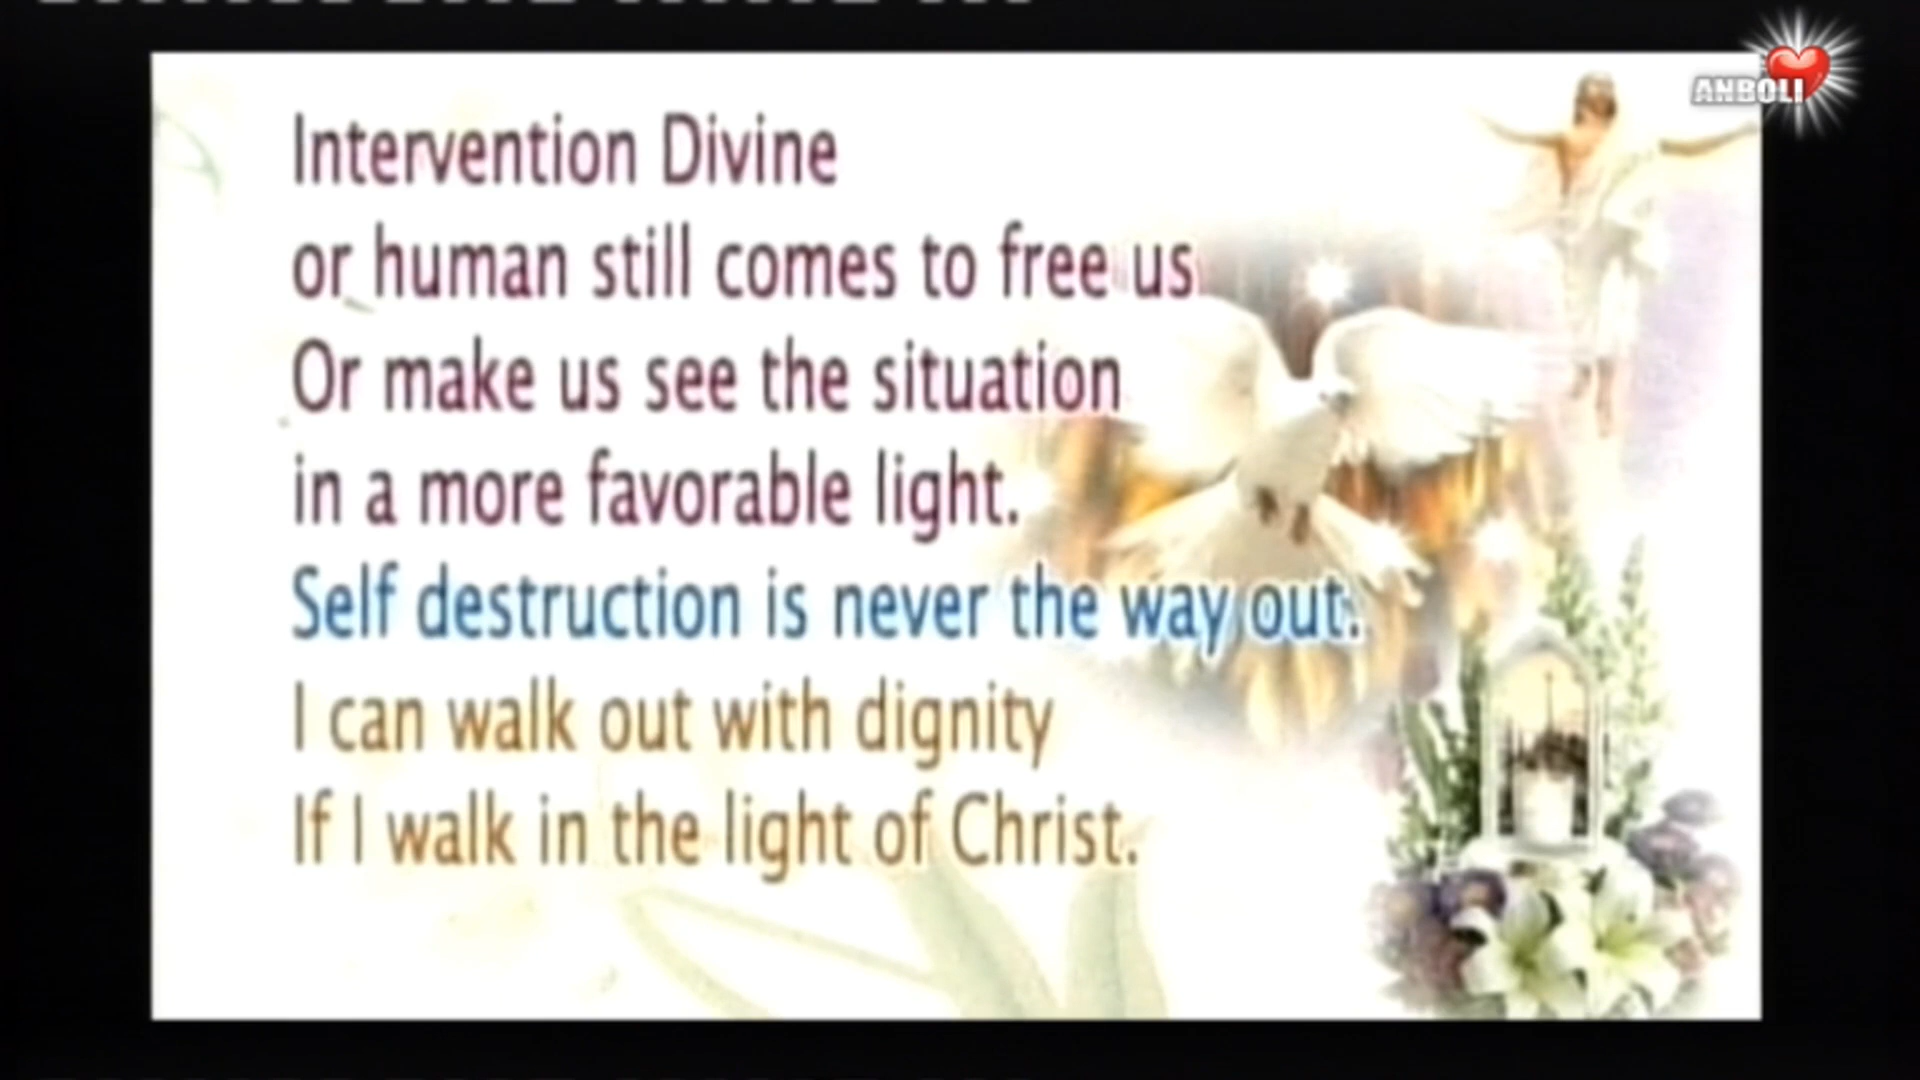 ANBOLI
Intervention Divine
or human still comes to free us
Or make us see the situation
in a more favorable light.
Self destruction is never the way out.
I can walk out with dignity
If I walk in the light of Christ.